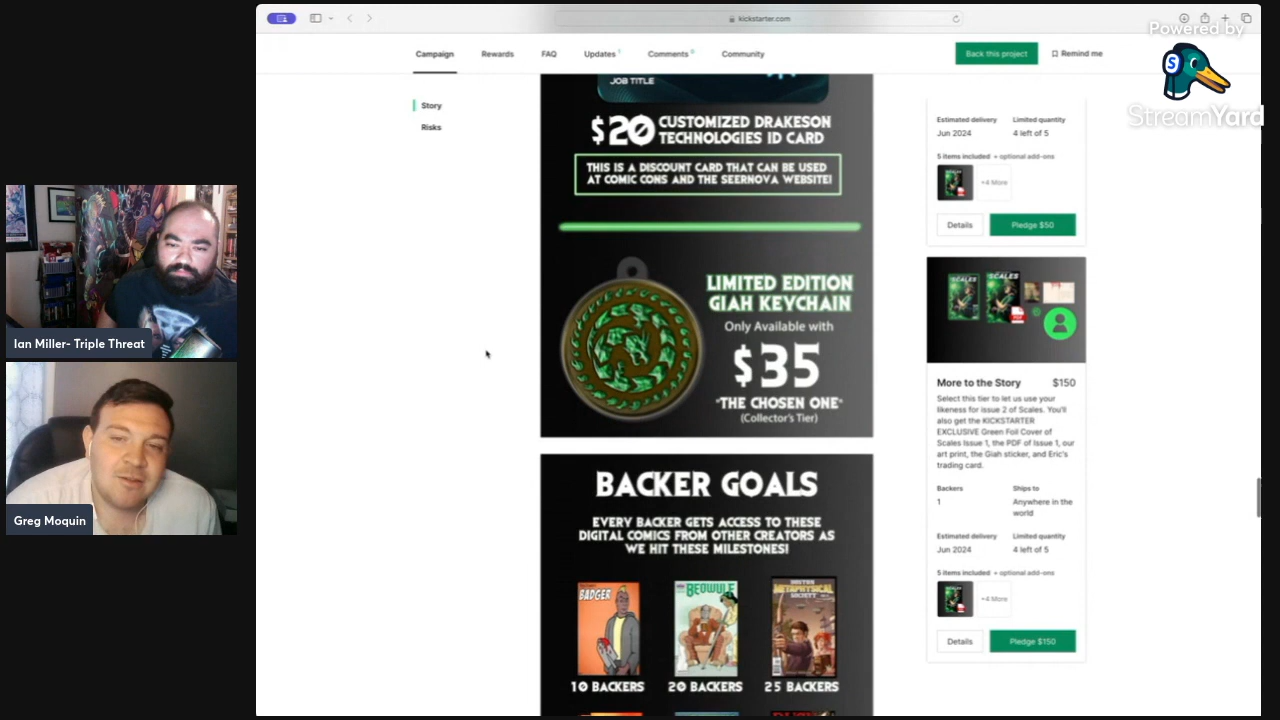 kickstarter.com
Powered by
StreamYard
Campaign
Rewards
FAQ
Updates 1
Comments 0
Community
Back this project
Remind me
Story
Risks
JOB TITLE
$20 CUSTOMIZED DRAKESON
TECHNOLOGIES ID CARD
THIS IS A DISCOUNT CARD THAT CAN BE USED
AT COMIC CONS AND THE SEERNOVA WEBSITE!
LIMITED EDITION
GIAH KEYCHAIN
Only Available with
$35
"THE CHOSEN ONE"
(Collector's Tier)
BACKER GOALS
EVERY BACKER GETS ACCESS TO THESE
DIGITAL COMICS FROM OTHER CREATORS AS
WE HIT THESE MILESTONES!
BADGER
BEOWULF
METAPHYSICAL
SOCIETY
10 BACKERS
20 BACKERS
25 BACKERS
Estimated delivery
Limited quantity
Jun 2024
4 left of 5
5 items included + optional add-ons
+4 More
Details
Pledge $50
SCALES
PDF
More to the Story
$150
Select this tier to let us use your
likeness for issue 2 of Scales. You'll
also get the KICKSTARTER
EXCLUSIVE Green Foil Cover of
Scales Issue 1, the PDF of Issue 1, our
art print, the Giah sticker, and Eric's
trading card.
Backers
Ships to
1
Anywhere in the
world
Estimated delivery
Limited quantity
Jun 2024
4 left of 5
5 items included + optional add-ons
+4 More
Details
Pledge $150
Ian Miller- Triple Threat
Greg Moquin